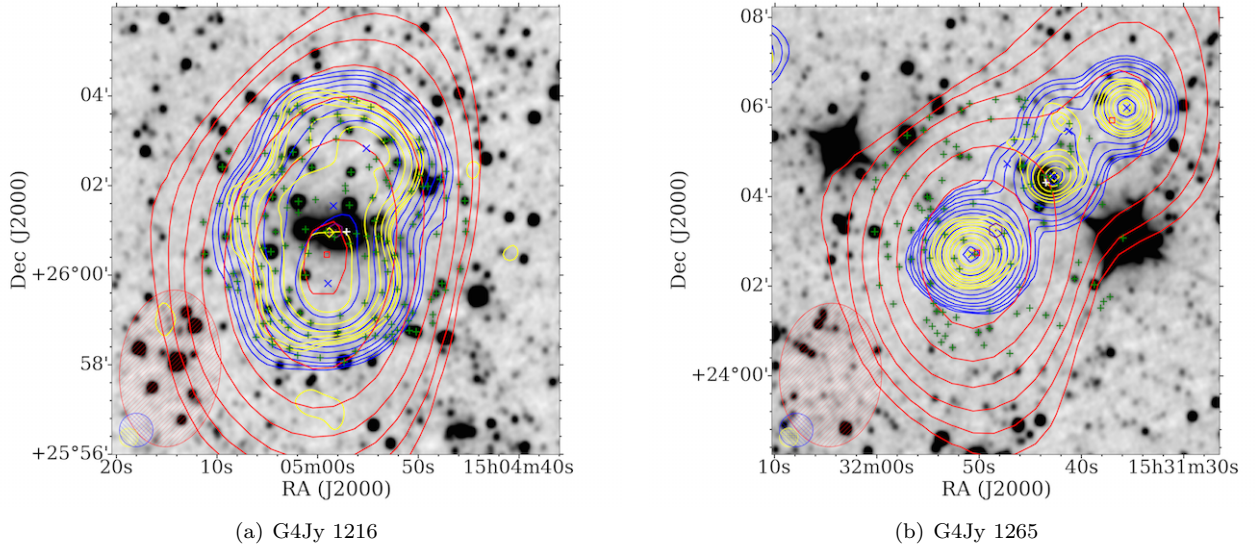 04'
02'
+26°00'
58'
+25°56'
20s 10s 05m00s 50s 15h04m40s
RA (J2000)
Dec (J2000)
(a) G4Jy 1216
06'
04'
02'
+24°00'
10s 32m00s 50s 40s 15h31m30s
RA (J2000)
Dec (J2000)
(b) G4Jy 1265